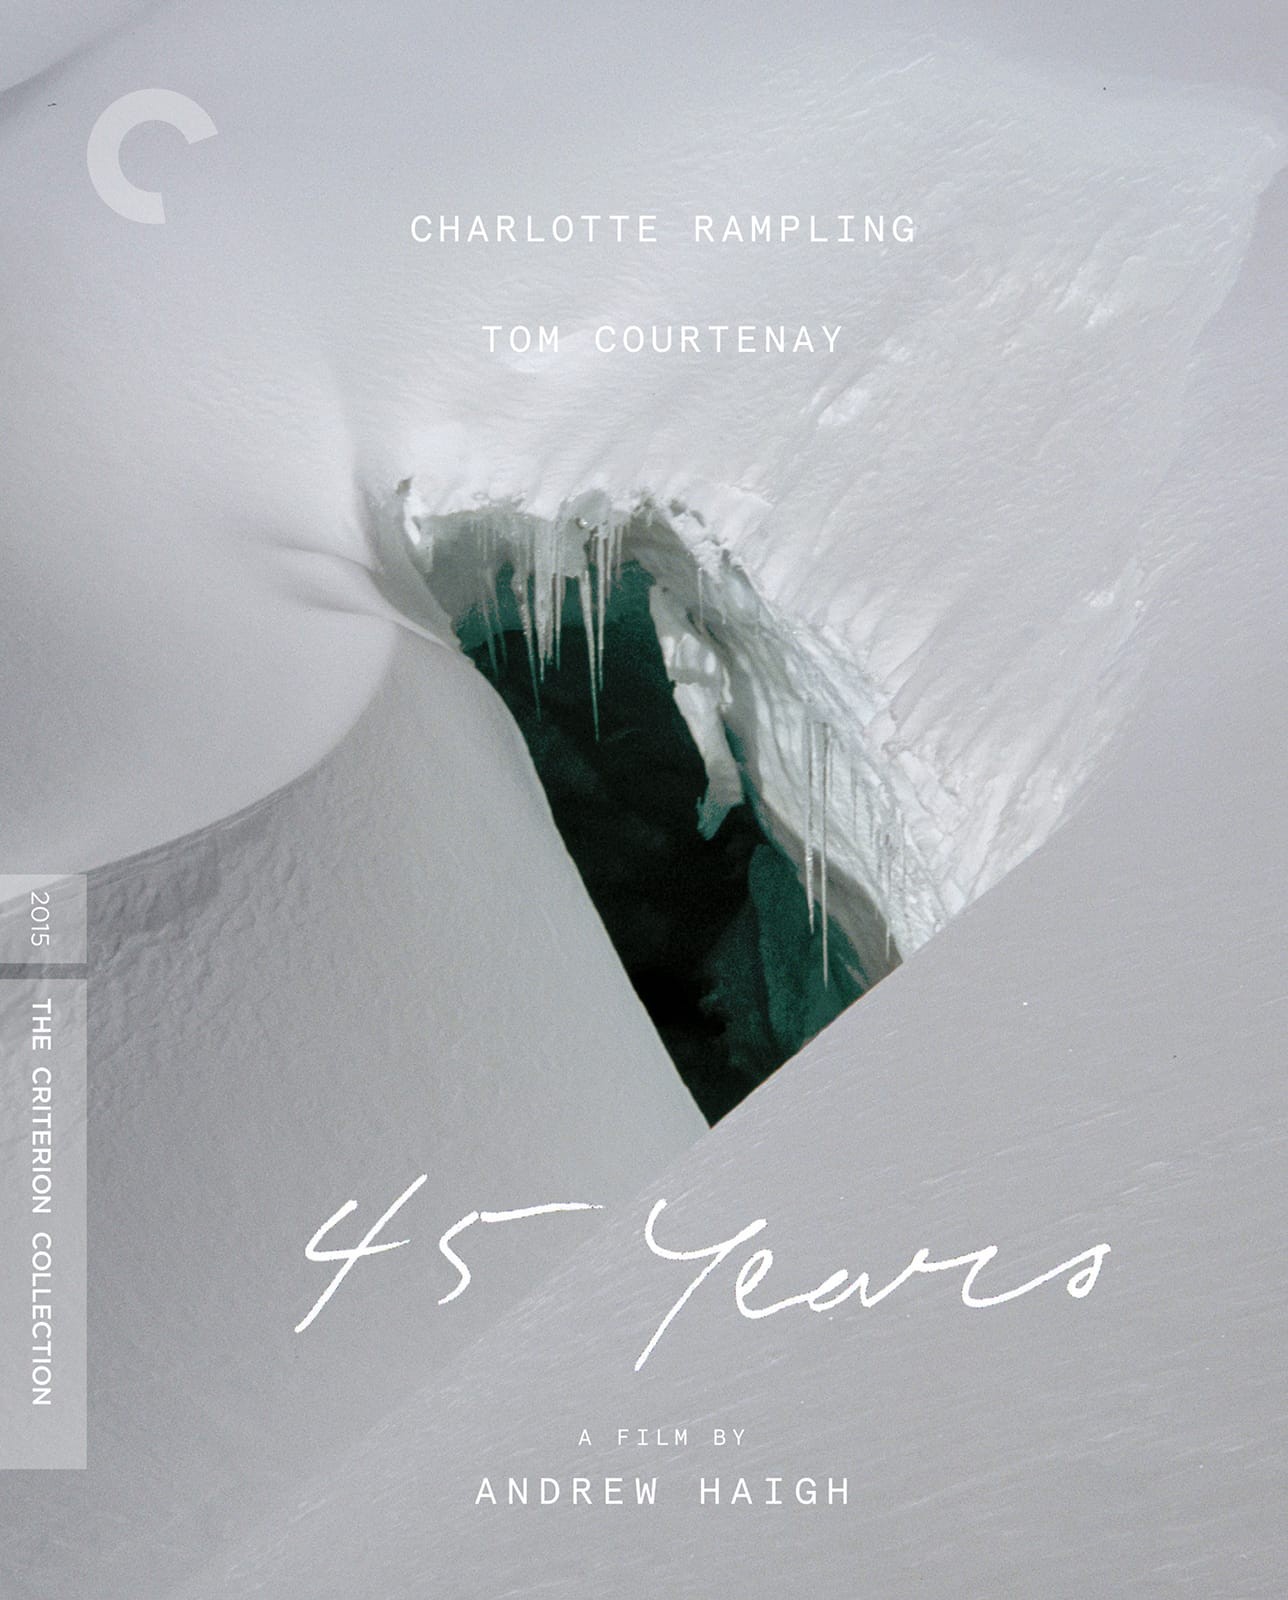 CHARLOTTE RAMPLING
TOM COURTENAY
2015
THE CRITERION COLLECTION
45 Years
A FILM BY
ANDREW HAIGH